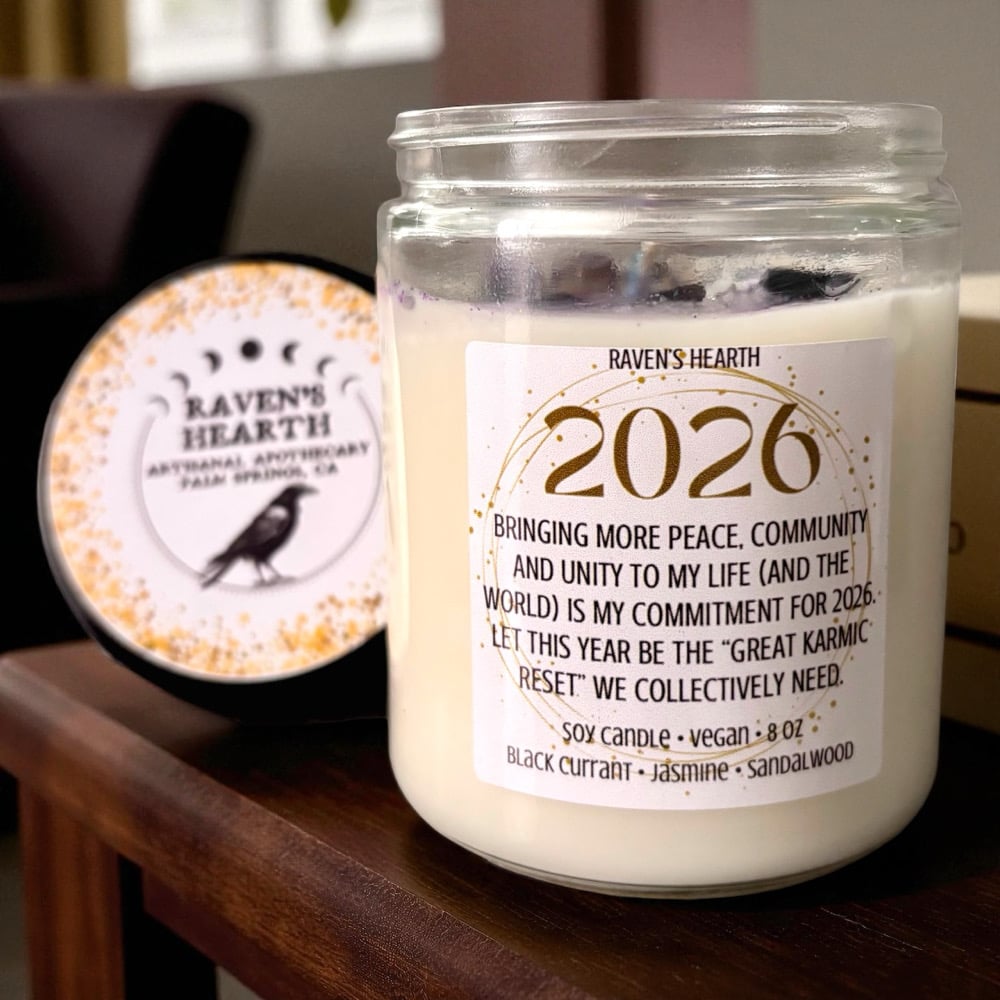 RAVEN'S
HEARTH
ARTISANAL APOTHECARY
PALM SPRINGS, CA
RAVEN'S HEARTH
2026
BRINGING MORE PEACE, COMMUNITY
AND UNITY TO MY LIFE (AND THE
WORLD) IS MY COMMITMENT FOR 2026.
LET THIS YEAR BE THE “GREAT KARMIC
RESET” WE COLLECTIVELY NEED.
SOY CANDLE • VEGAN • 8 OZ
BLACK CURRANT • JASMINE • SANDALWOOD